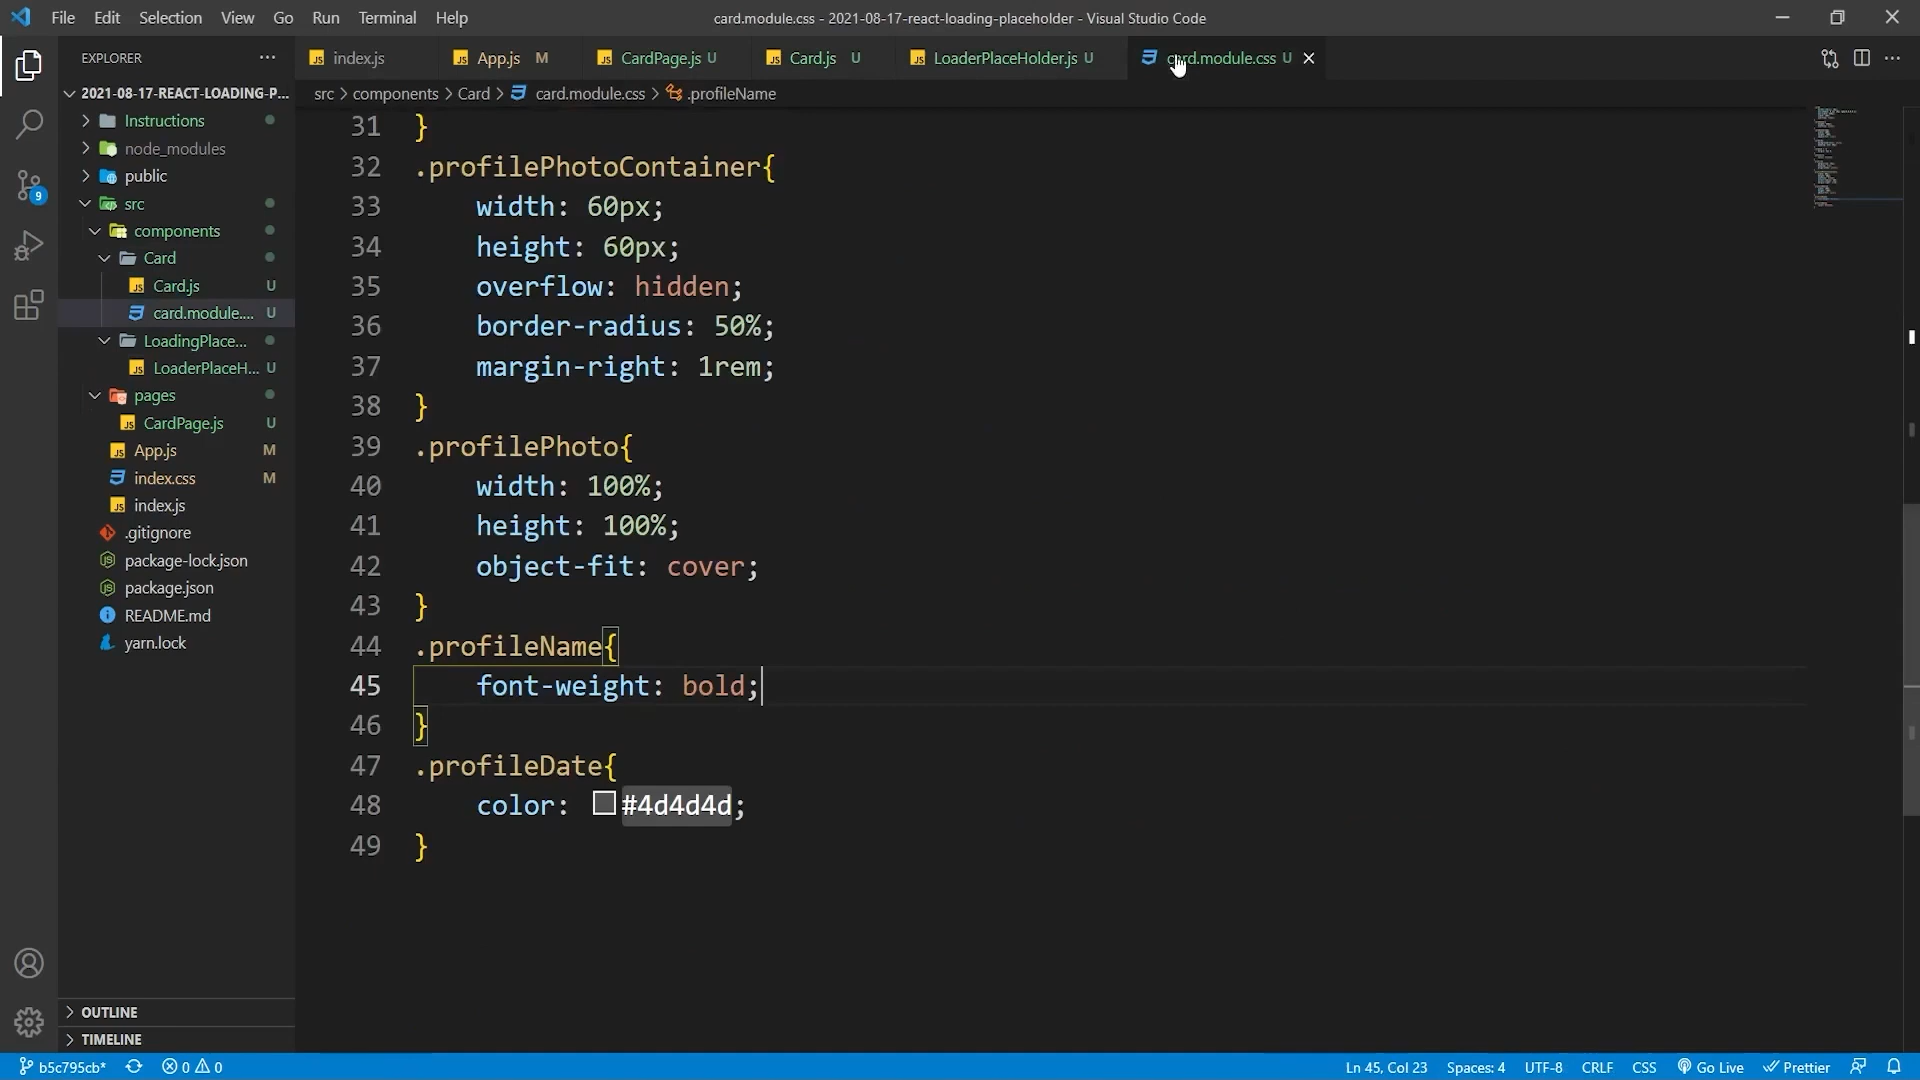 File Edit Selection View Go Run Terminal Help
card.module.css - 2021-08-17-react-loading-placeholder - Visual Studio Code
EXPLORER ···
index.js App.js M CardPage.js U Card.js U LoaderPlaceHolder.js U card.module.css U
2021-08-17-REACT-LOADING-P...
src > components > Card > card.module.css > .profileName
Instructions
node_modules
public
src
components
Card
Card.js U
card.module.... U
LoadingPlace...
LoaderPlaceH... U
pages
CardPage.js U
App.js M
index.css M
index.js
.gitignore
package-lock.json
package.json
README.md
yarn.lock
OUTLINE
TIMELINE
9
31 }
32 .profilePhotoContainer{
33 width: 60px;
34 height: 60px;
35 overflow: hidden;
36 border-radius: 50%;
37 margin-right: 1rem;
38 }
39 .profilePhoto{
40 width: 100%;
41 height: 100%;
42 object-fit: cover;
43 }
44 .profileName{
45 font-weight: bold;
46 }
47 .profileDate{
48 color: #4d4d4d;
49 }
b5c795cb* 0 0 Ln 45, Col 23 Spaces: 4 UTF-8 CRLF CSS Go Live Prettier